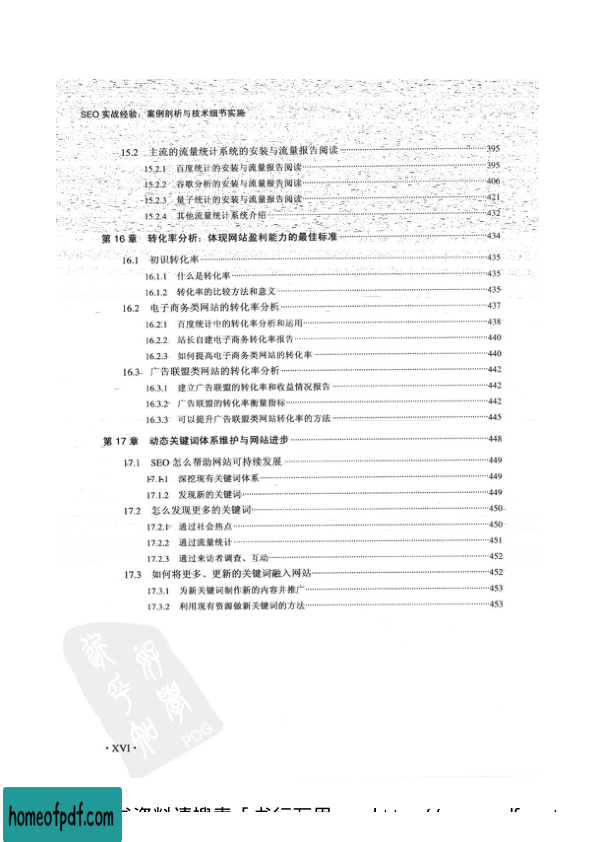 SEO 实战经验:案例剖析与技术细节实施
15.2 主流的流量统计系统的安装与流量报告阅读 395
15.2.1 百度统计的安装与流量报告阅读 395
15.2.2 谷歌分析的安装与流量报告阅读 406
15.2.3 量子统计的安装与流量报告阅读 421
15.2.4 其他流量统计系统介绍 432
第 16 章 转化率分析:体现网站盈利能力的最佳标准 434
16.1 初识转化率 435
16.1.1 什么是转化率 435
16.1.2 转化率的比较方法和意义 435
16.2 电子商务类网站的转化率分析 437
16.2.1 百度统计中的转化率分析和运用 438
16.2.2 站长自建电子商务转化率报告 440
16.2.3 如何提高电子商务类网站的转化率 440
16.3 广告联盟类网站的转化率分析 442
16.3.1 建立广告联盟的转化率和收益情况报告 442
16.3.2 广告联盟的转化率衡量指标 442
16.3.3 可以提升广告联盟类网站转化率的方法 445
第 17 章 动态关键词体系维护与网站进步 448
17.1 SEO 怎么帮助网站可持续发展 449
17.1.1 深挖现有关键词体系 449
17.1.2 发现新的关键词 449
17.2 怎么发现更多的关键词 450
17.2.1 通过社会热点 450
17.2.2 通过流量统计 451
17.2.3 通过来访者调查、互动 452
17.3 如何将更多、更新的关键词融入网站 452
17.3.1 为新关键词制作新的内容并推广 453
17.3.2 利用现有资源做新关键词的方法 453
PDG
· XVI ·
homeofpdf.com